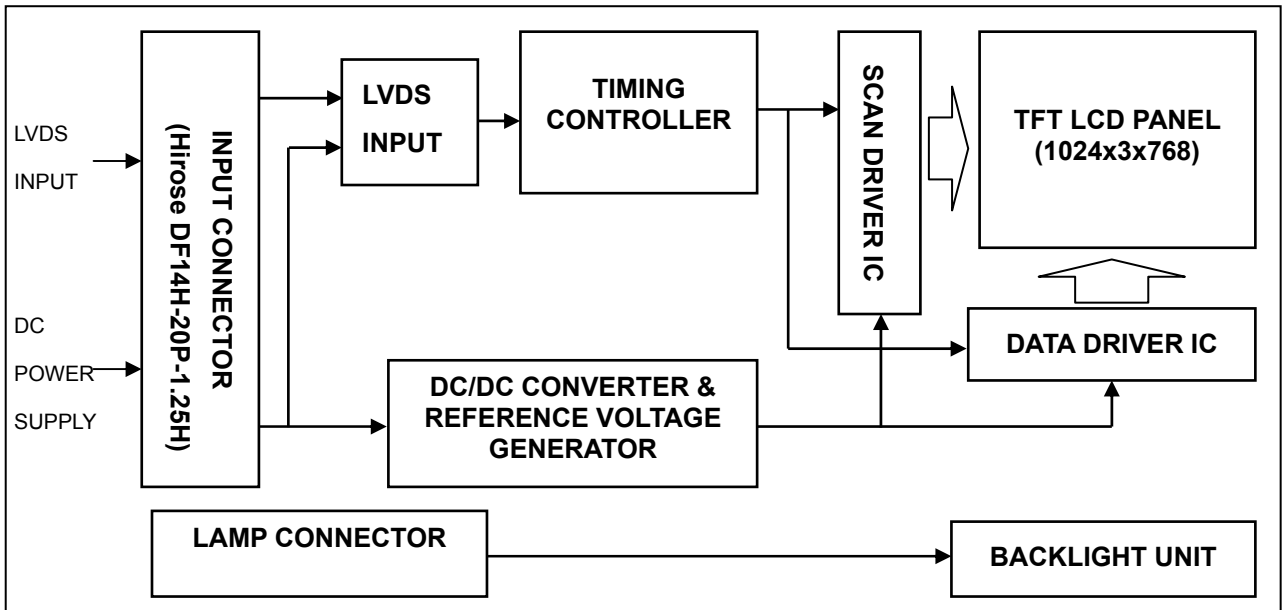 LVDS
INPUT
DC
POWER
SUPPLY
INPUT CONNECTOR
(Hirose DF14H-20P-1.25H)
LVDS
INPUT
TIMING
CONTROLLER
SCAN DRIVER IC
TFT LCD PANEL
(1024x3x768)
DATA DRIVER IC
DC/DC CONVERTER &
REFERENCE VOLTAGE
GENERATOR
LAMP CONNECTOR
BACKLIGHT UNIT